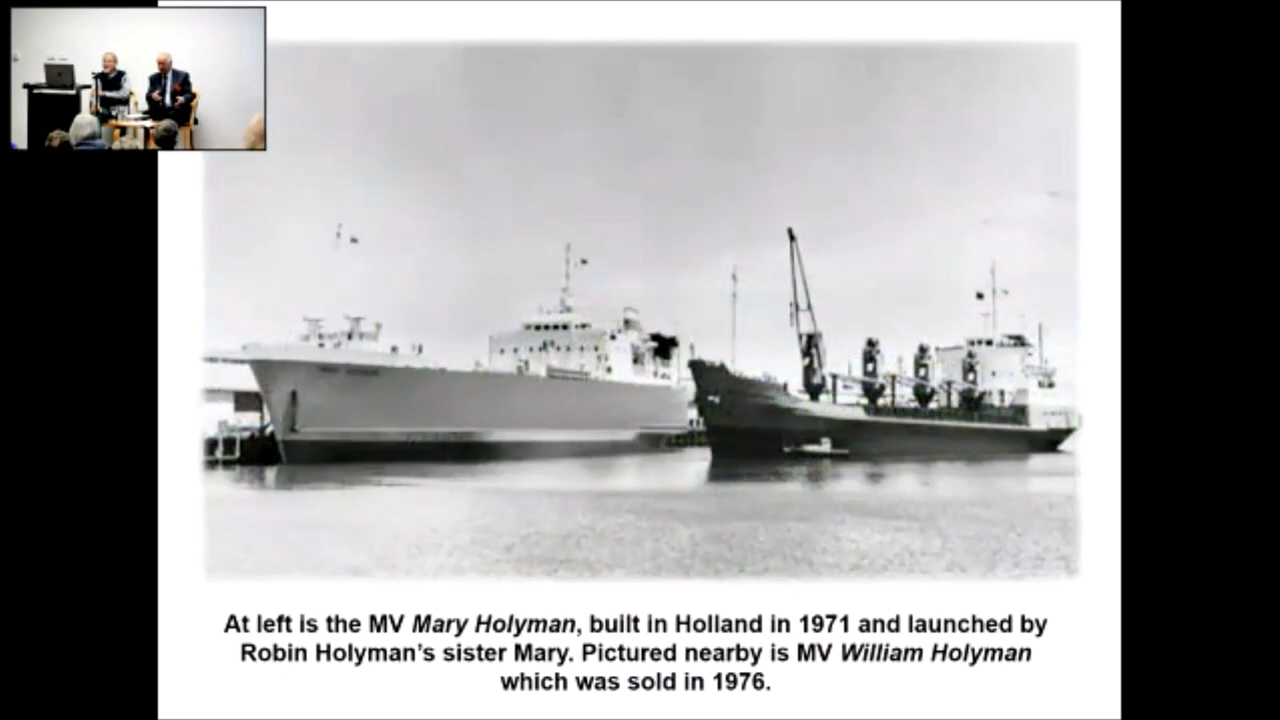 At left is the MV Mary Holyman, built in Holland in 1971 and launched by
Robin Holyman's sister Mary. Pictured nearby is MV William Holyman
which was sold in 1976.